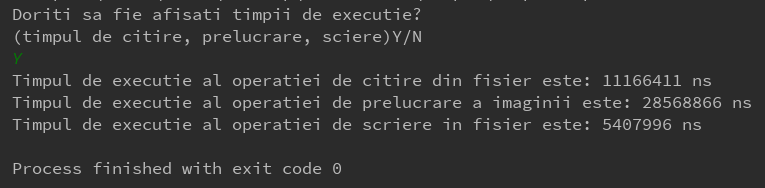 Doriti sa fie afisati timpii de executie?
(timpul de citire, prelucrare, sciere)Y/N
Y
Timpul de executie al operatiei de citire din fisier este: 11166411 ns
Timpul de executie al operatiei de prelucrare a imaginii este: 28568866 ns
Timpul de executie al operatiei de scriere in fisier este: 5407996 ns
Process finished with exit code 0